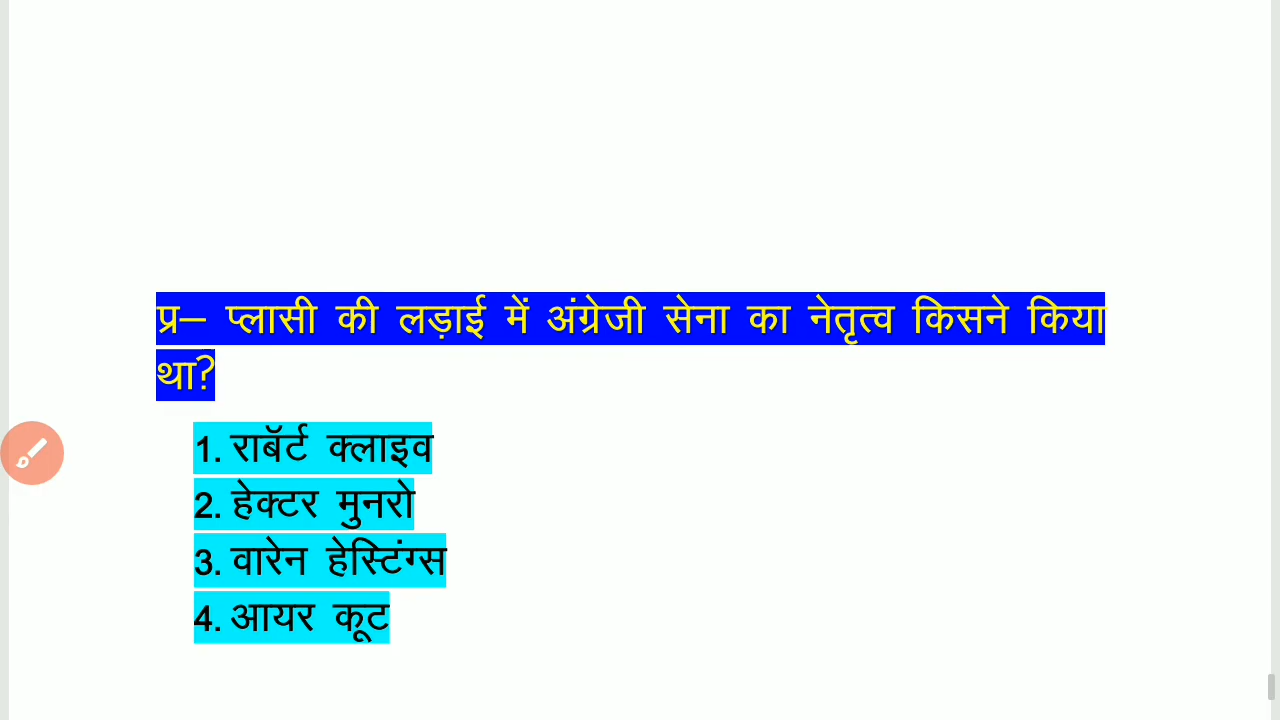 प्र– प्लासी की लड़ाई में अंग्रेजी सेना का नेतृत्व किसने किया
था?
1. राबॅर्ट क्लाइव
2. हेक्टर मुनरो
3. वारेन हेस्टिंग्स
4. आयर कूट